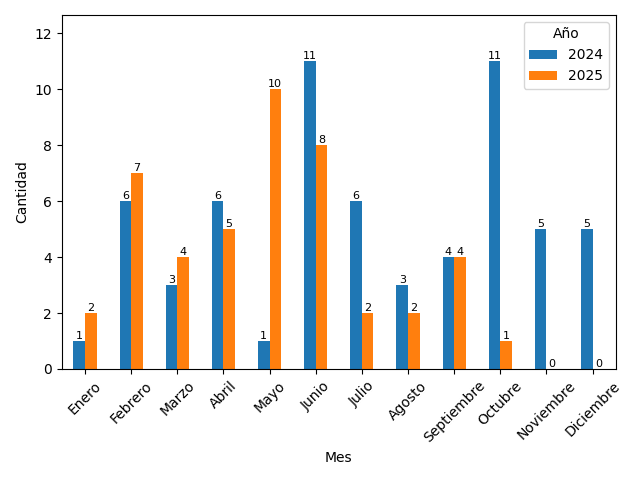 Año
2024
2025
Cantidad
12
10
8
6
4
2
0
1 2 6 7 3 4 6 5 1 10 11 8 6 2 3 2 4 4 11 1 5 0 5 0
Enero Febrero Marzo Abril Mayo Junio Julio Agosto Septiembre Octubre Noviembre Diciembre
Mes